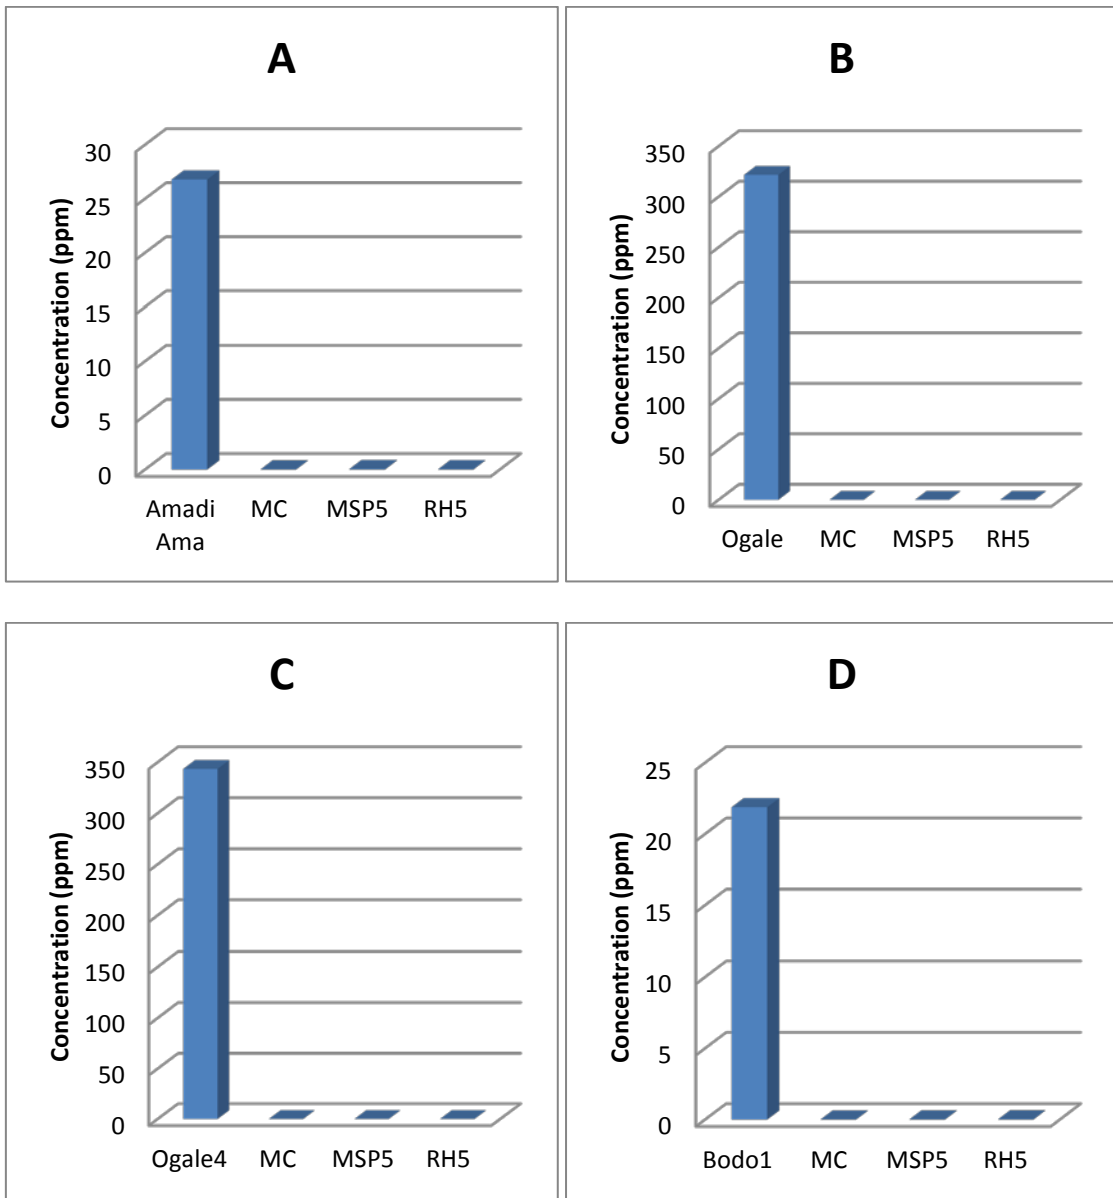 A
Concentration (ppm)
30
25
20
15
10
5
0
Amadi
Ama
MC
MSP5
RH5
B
Concentration (ppm)
350
300
250
200
150
100
50
0
Ogale
MC
MSP5
RH5
C
Concentration (ppm)
350
300
250
200
150
100
50
0
Ogale4
MC
MSP5
RH5
D
Concentration (ppm)
25
20
15
10
5
0
Bodo1
MC
MSP5
RH5